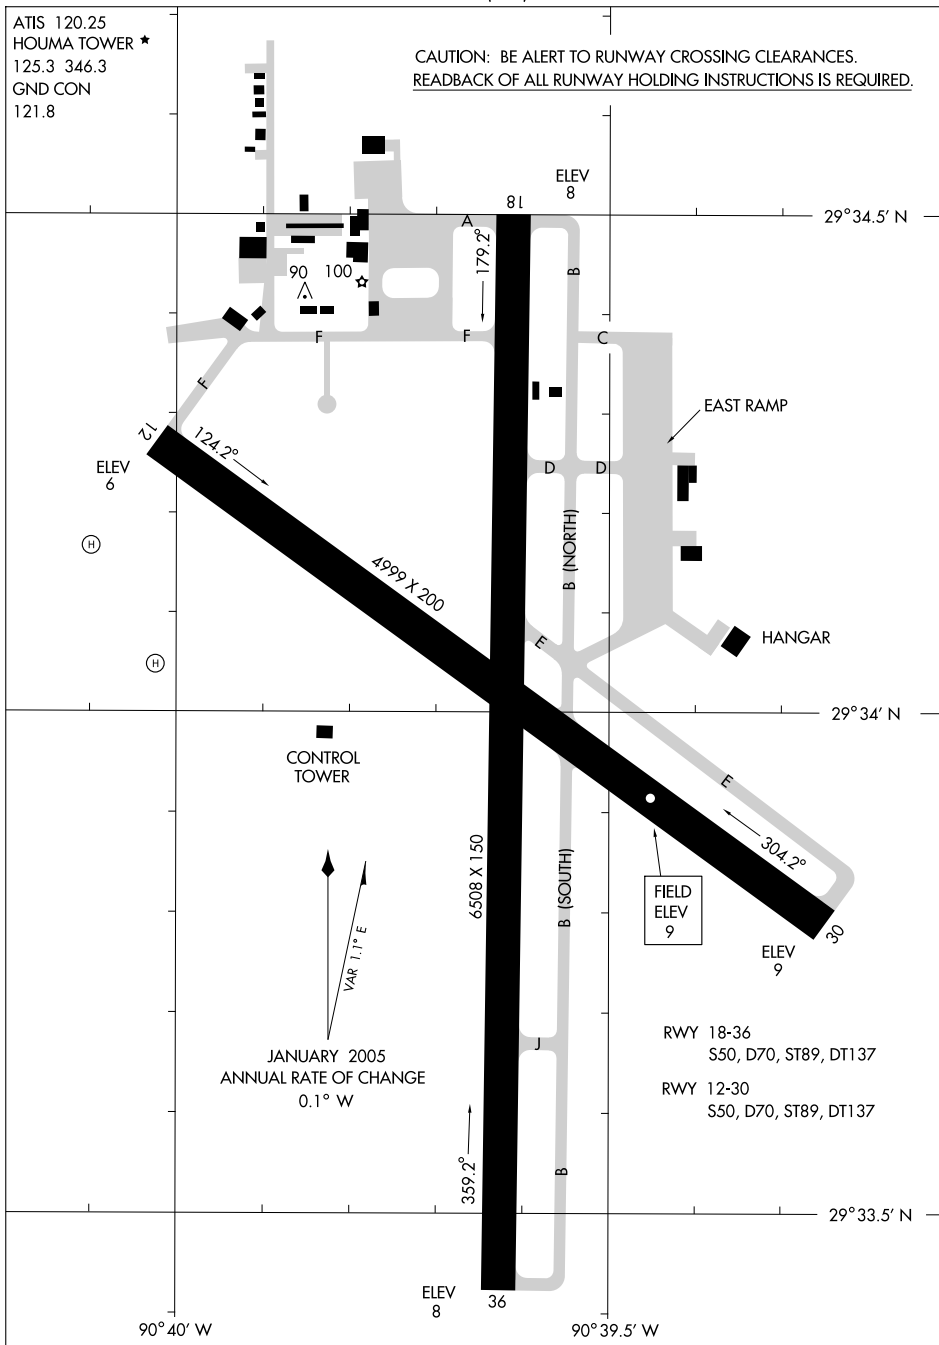 ATIS 120.25
HOUMA TOWER ★
125.3 346.3
GND CON
121.8
CAUTION: BE ALERT TO RUNWAY CROSSING CLEARANCES.
READBACK OF ALL RUNWAY HOLDING INSTRUCTIONS IS REQUIRED.
ELEV
8
18
29°34.5' N
A
179.2°
B
90
100
F
F
C
F
EAST RAMP
12
124.2°
ELEV
6
D
D
H
B (NORTH)
4999 X 200
E
HANGAR
H
29°34' N
CONTROL
TOWER
E
304.2°
6508 X 150
B (SOUTH)
FIELD
ELEV
9
30
ELEV
9
VAR 1.1° E
RWY 18-36
S50, D70, ST89, DT137
JANUARY 2005
ANNUAL RATE OF CHANGE
0.1° W
J
RWY 12-30
S50, D70, ST89, DT137
359.2°
B
29°33.5' N
ELEV
8
36
90°40' W
90°39.5' W